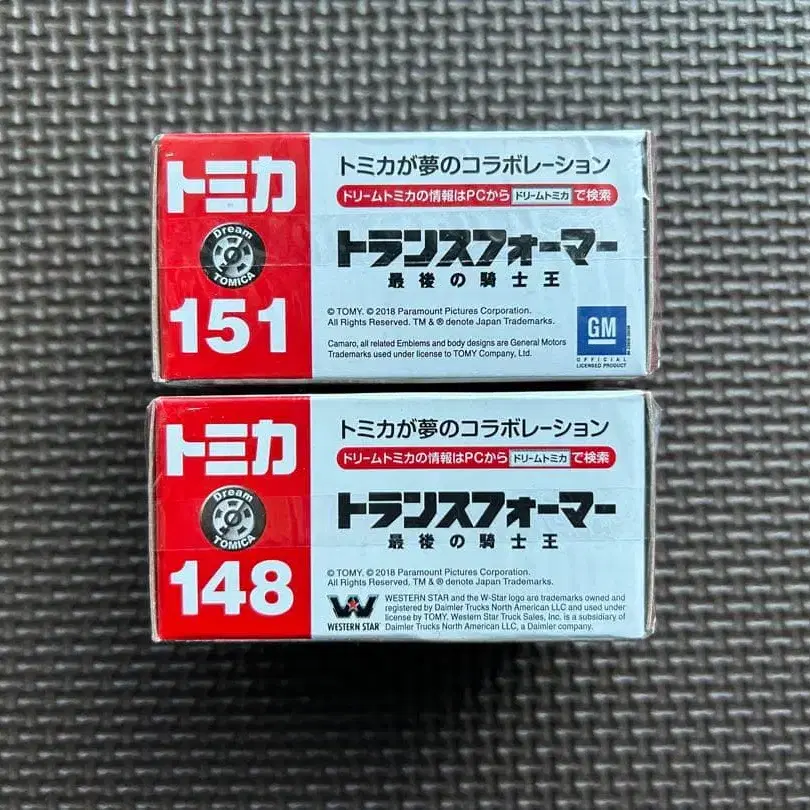 トミカ
Dream
TOMICA
151
トミカが夢のコラボレーション
ドリームトミカの情報はPCから ドリームトミカ で検索
トランスフォーマー
最後の騎士王
© TOMY. © 2018 Paramount Pictures Corporation.
All Rights Reserved. TM & ® denote Japan Trademarks.
Camaro, all related Emblems and body designs are General Motors
Trademarks used under license to TOMY Company, Ltd.
GM
OFFICIAL
LICENSED PRODUCT
トミカ
Dream
TOMICA
148
トミカが夢のコラボレーション
ドリームトミカの情報はPCから ドリームトミカ で検索
トランスフォーマー
最後の騎士王
© TOMY. © 2018 Paramount Pictures Corporation.
All Rights Reserved. TM & ® denote Japan Trademarks.
WESTERN STAR
WESTERN STAR and the W-Star logo are trademarks owned and
registered by Daimler Trucks North American LLC and used under
license by TOMY. Western Star Truck Sales, Inc. is a subsidiary of
Daimler Trucks North American LLC, a Daimler company.